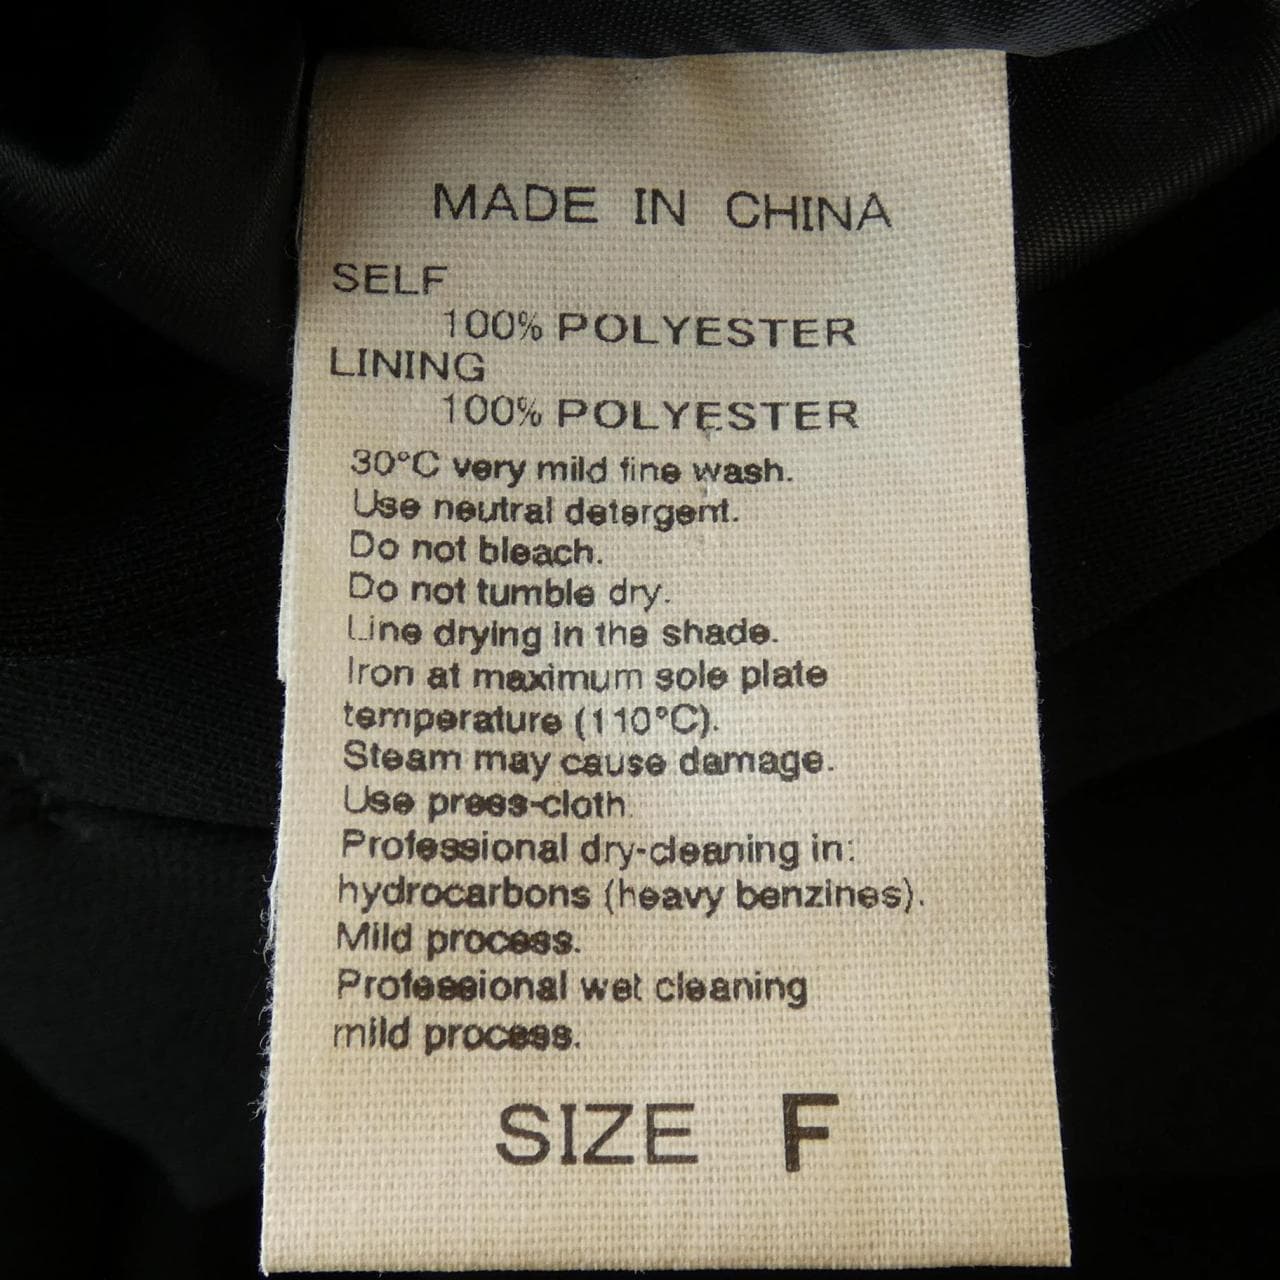 MADE IN CHINA
SELF
100% POLYESTER
LINING
100% POLYESTER
30°C very mild fine wash.
Use neutral detergent.
Do not bleach.
Do not tumble dry.
Line drying in the shade.
Iron at maximum sole plate
temperature (110°C).
Steam may cause damage.
Use press-cloth.
Professional dry-cleaning in:
hydrocarbons (heavy benzines).
Mild process.
Professional wet cleaning
mild process.
SIZE F